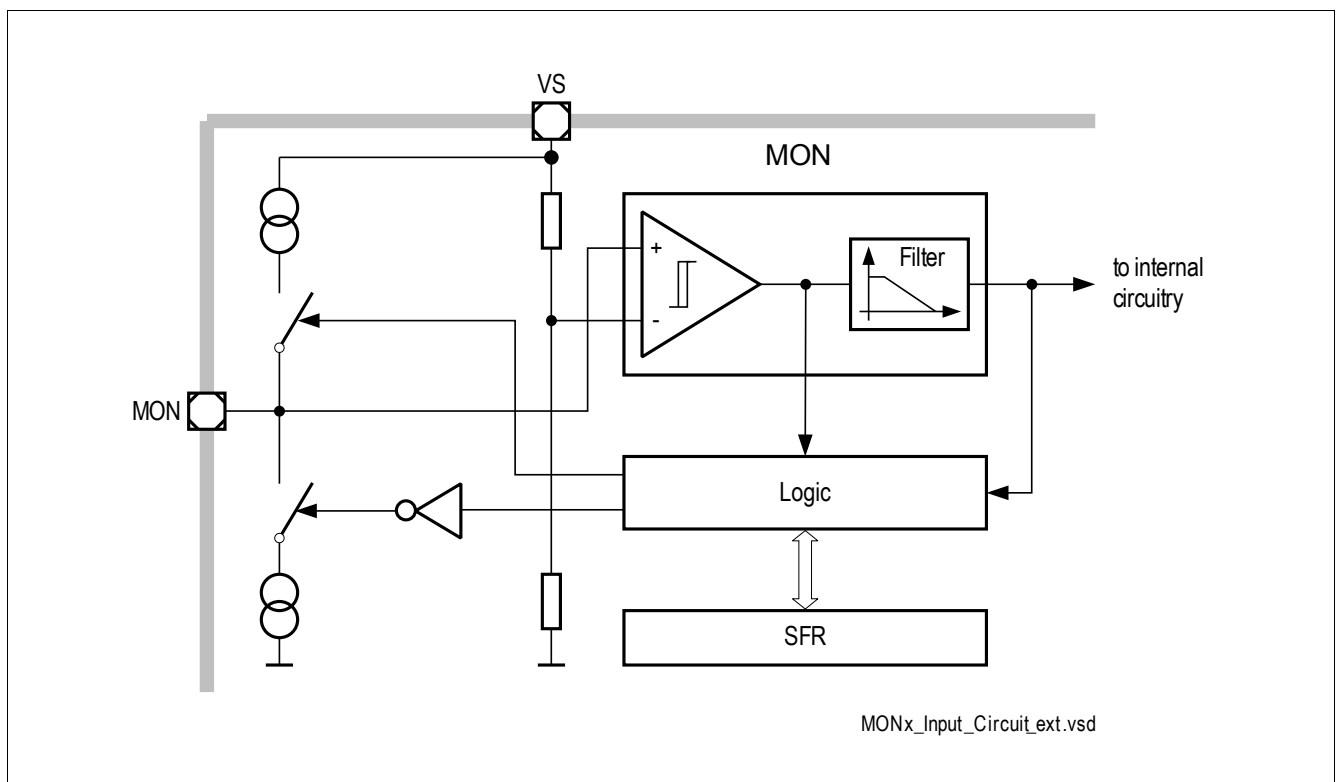 VS
MON
+
-
Filter
to internal
circuitry
MON
Logic
SFR
MONx_Input_Circuit_ext.vsd